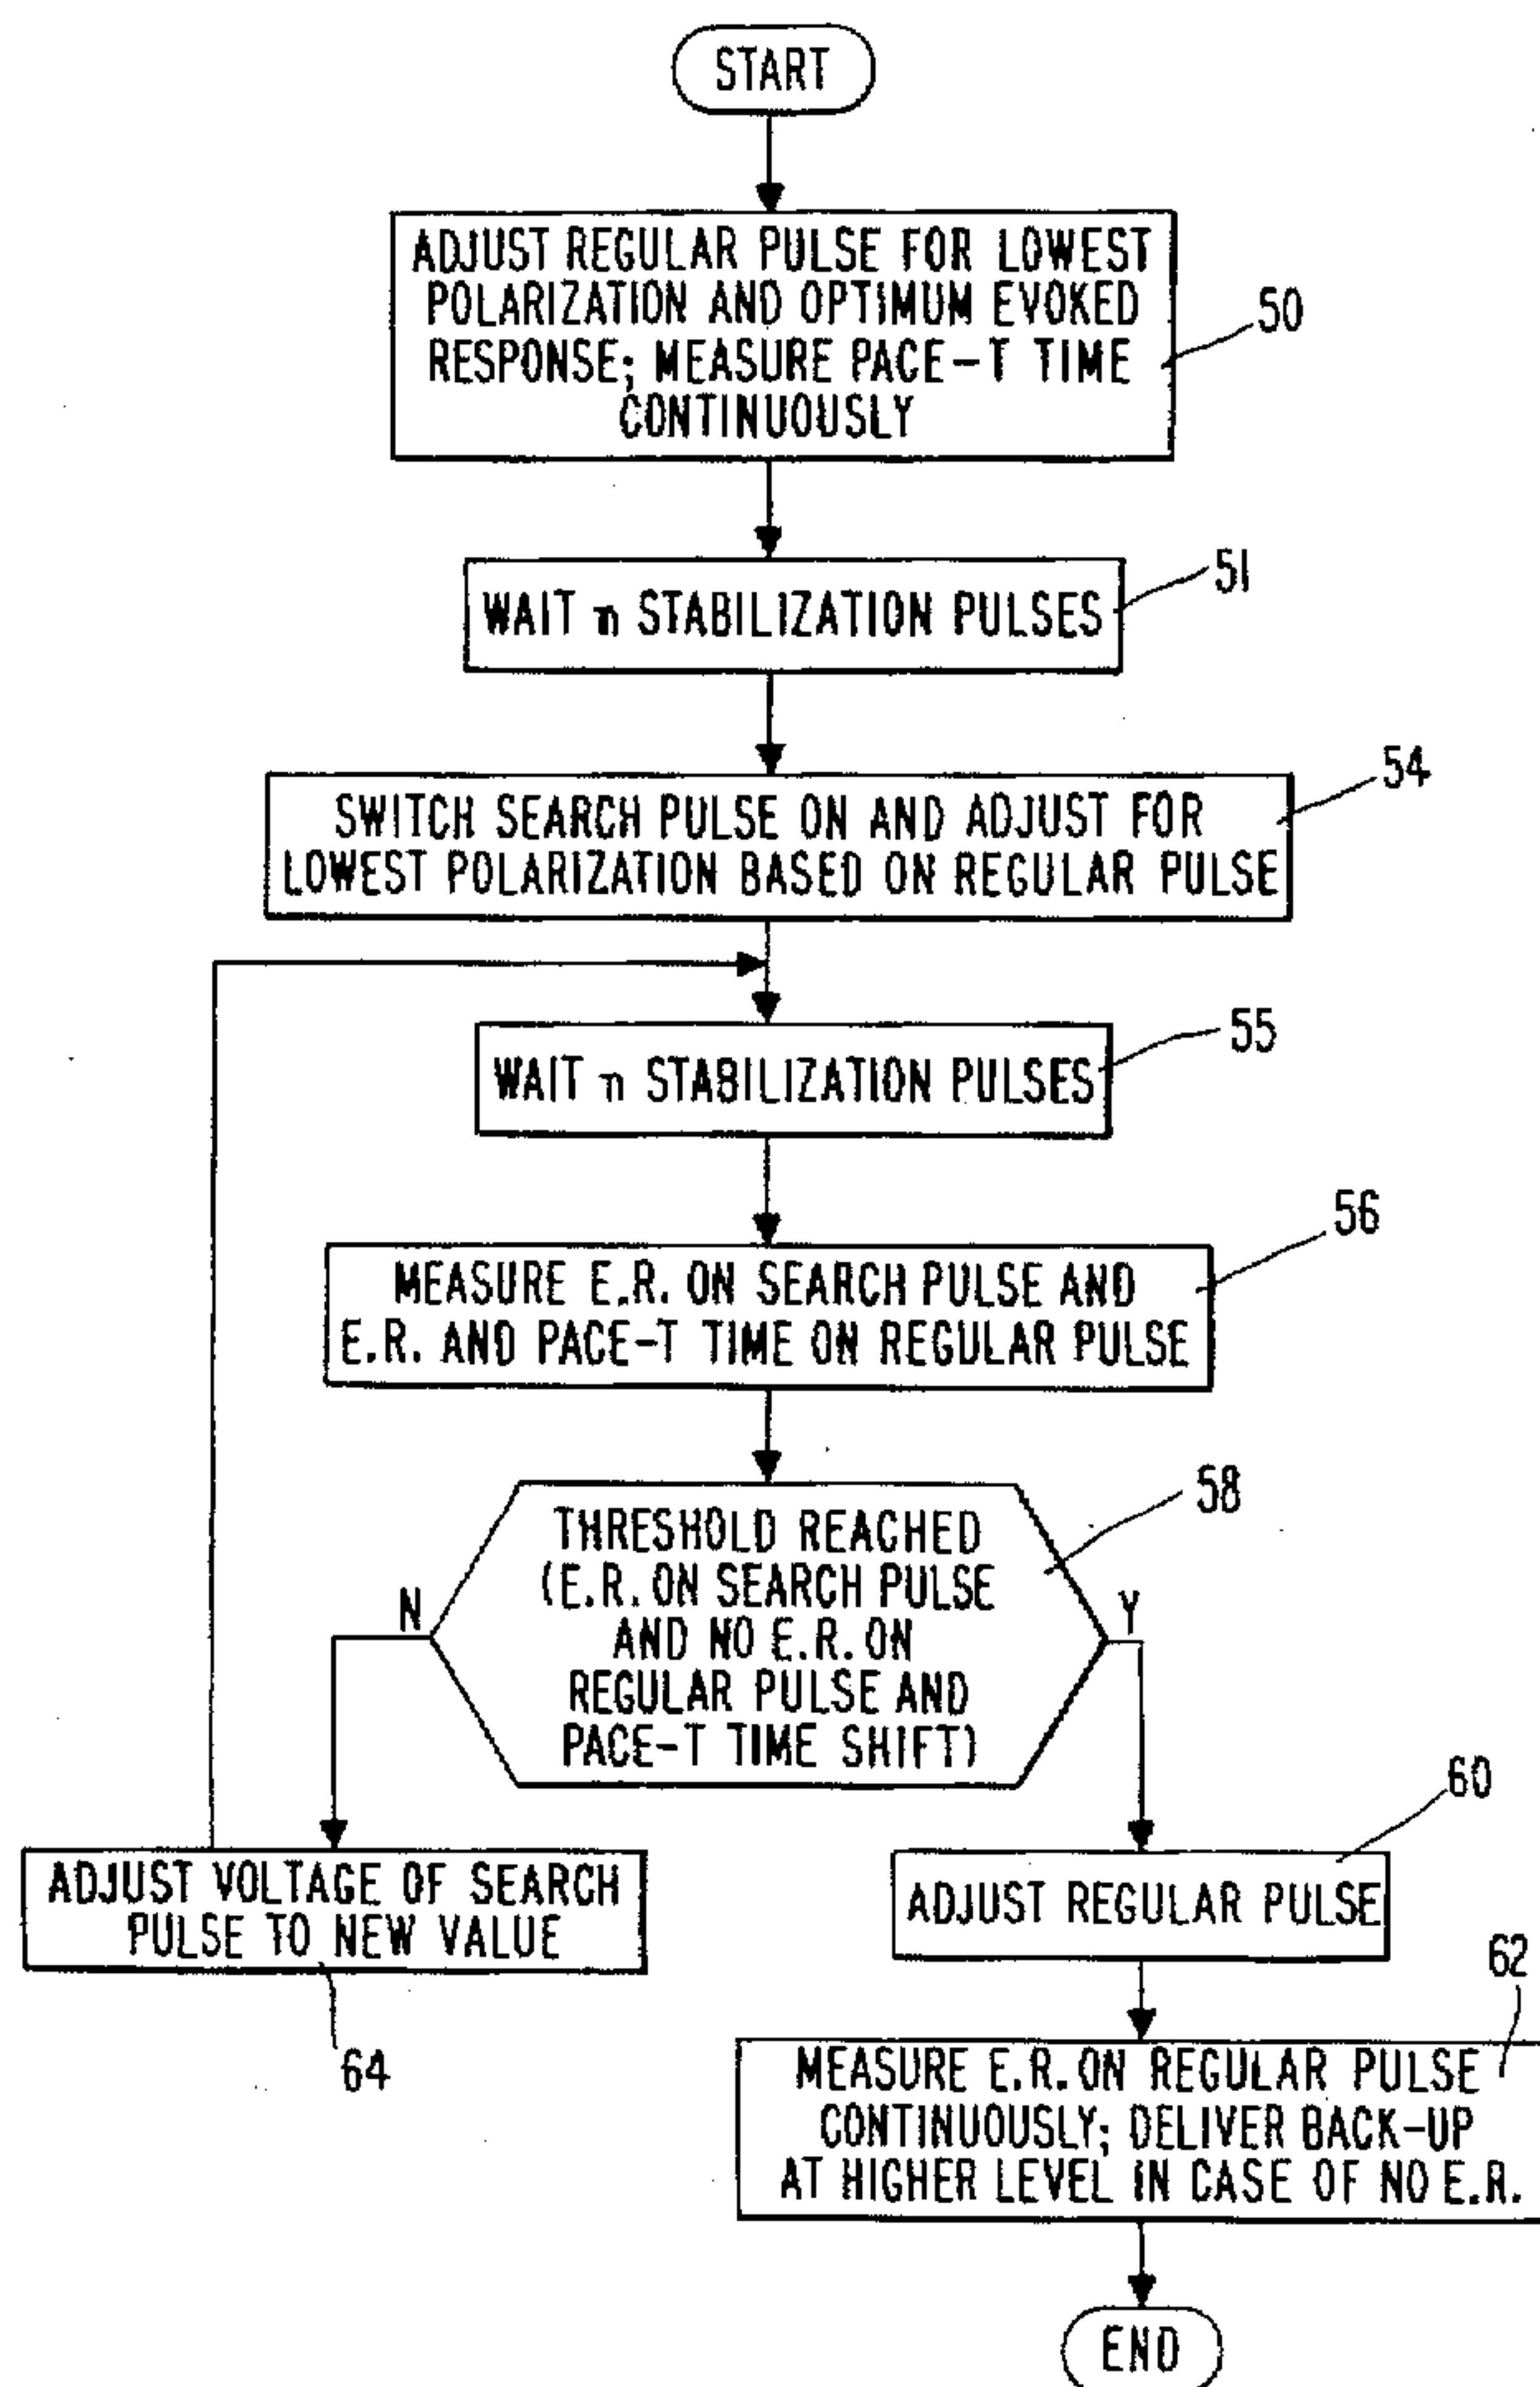 START
ADJUST REGULAR PULSE FOR LOWEST
POLARIZATION AND OPTIMUM EVOKED
RESPONSE; MEASURE PACE-T TIME
CONTINUOUSLY
50
WAIT n STABILIZATION PULSES
51
SWITCH SEARCH PULSE ON AND ADJUST FOR
LOWEST POLARIZATION BASED ON REGULAR PULSE
54
WAIT n STABILIZATION PULSES
55
MEASURE E.R. ON SEARCH PULSE AND
E.R. AND PACE-T TIME ON REGULAR PULSE
56
THRESHOLD REACHED
(E.R. ON SEARCH PULSE
AND NO E.R. ON
REGULAR PULSE AND
PACE-T TIME SHIFT)
58
N
Y
ADJUST VOLTAGE OF SEARCH
PULSE TO NEW VALUE
64
ADJUST REGULAR PULSE
60
MEASURE E.R. ON REGULAR PULSE
CONTINUOUSLY; DELIVER BACK-UP
AT HIGHER LEVEL IN CASE OF NO E.R.
62
END